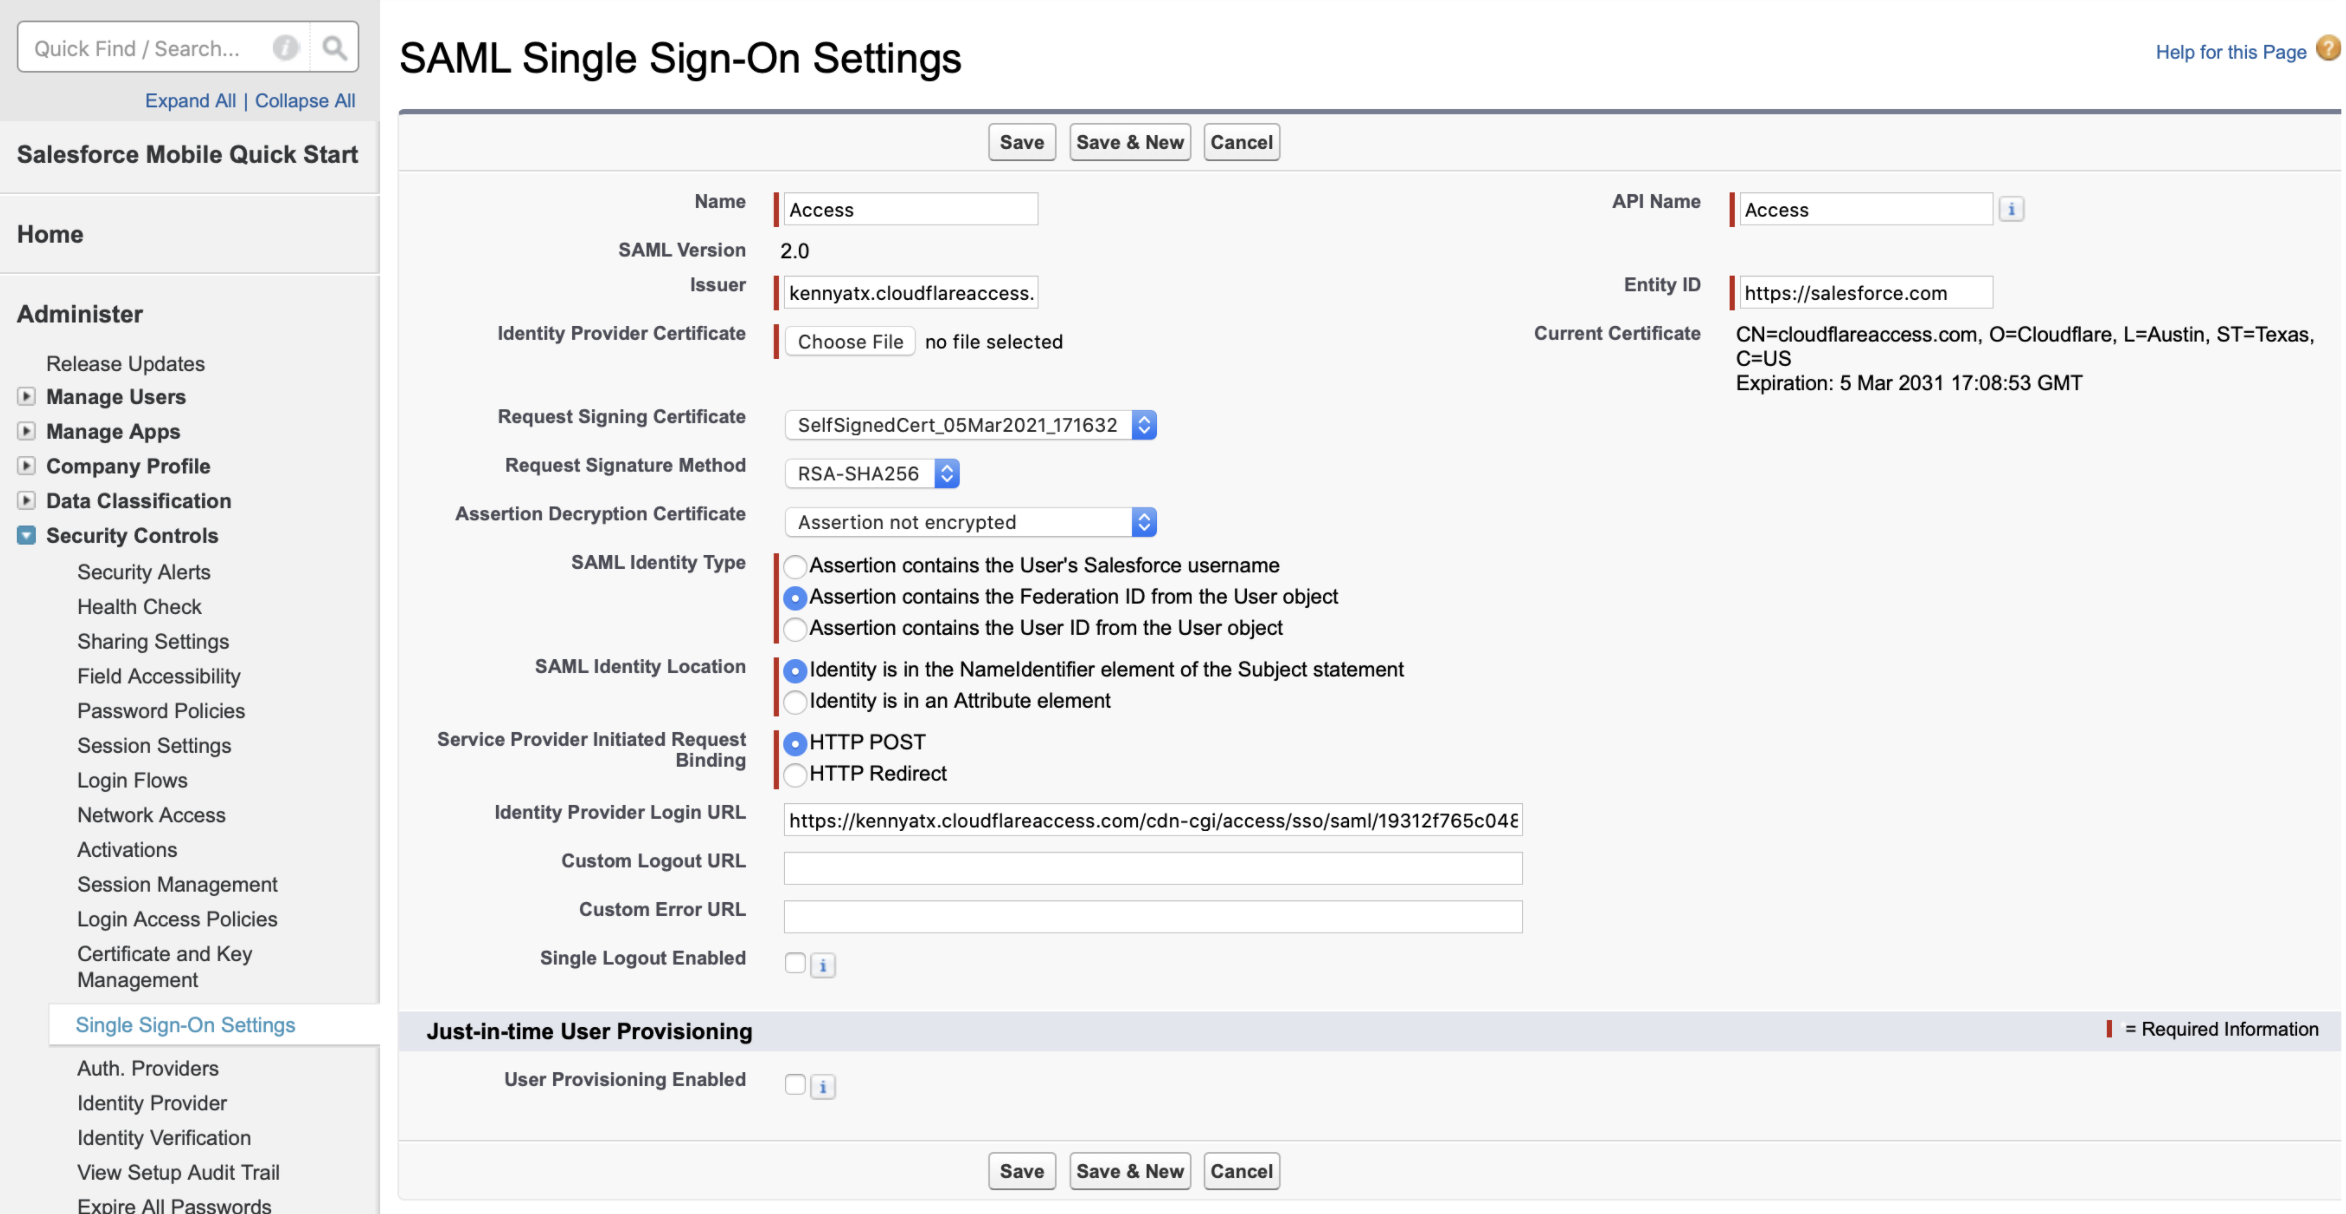 Quick Find / Search...
Expand All | Collapse All
Salesforce Mobile Quick Start
Home
Administer
Release Updates
Manage Users
Manage Apps
Company Profile
Data Classification
Security Controls
Security Alerts
Health Check
Sharing Settings
Field Accessibility
Password Policies
Session Settings
Login Flows
Network Access
Activations
Session Management
Login Access Policies
Certificate and Key
Management
Single Sign-On Settings
Auth. Providers
Identity Provider
Identity Verification
View Setup Audit Trail
Expire All Passwords
SAML Single Sign-On Settings
Help for this Page ?
Save Save & New Cancel
Name Access
API Name Access
SAML Version 2.0
Issuer kennyatx.cloudflareaccess.
Entity ID https://salesforce.com
Identity Provider Certificate Choose File no file selected
Current Certificate CN=cloudflareaccess.com, O=Cloudflare, L=Austin, ST=Texas,
C=US
Expiration: 5 Mar 2031 17:08:53 GMT
Request Signing Certificate SelfSignedCert_05Mar2021_171632
Request Signature Method RSA-SHA256
Assertion Decryption Certificate Assertion not encrypted
SAML Identity Type Assertion contains the User's Salesforce username
Assertion contains the Federation ID from the User object
Assertion contains the User ID from the User object
SAML Identity Location Identity is in the NameIdentifier element of the Subject statement
Identity is in an Attribute element
Service Provider Initiated Request
Binding
HTTP POST
HTTP Redirect
Identity Provider Login URL https://kennyatx.cloudflareaccess.com/cdn-cgi/access/sso/saml/19312f765c048
Custom Logout URL
Custom Error URL
Single Logout Enabled i
Just-in-time User Provisioning
= Required Information
User Provisioning Enabled i
Save Save & New Cancel